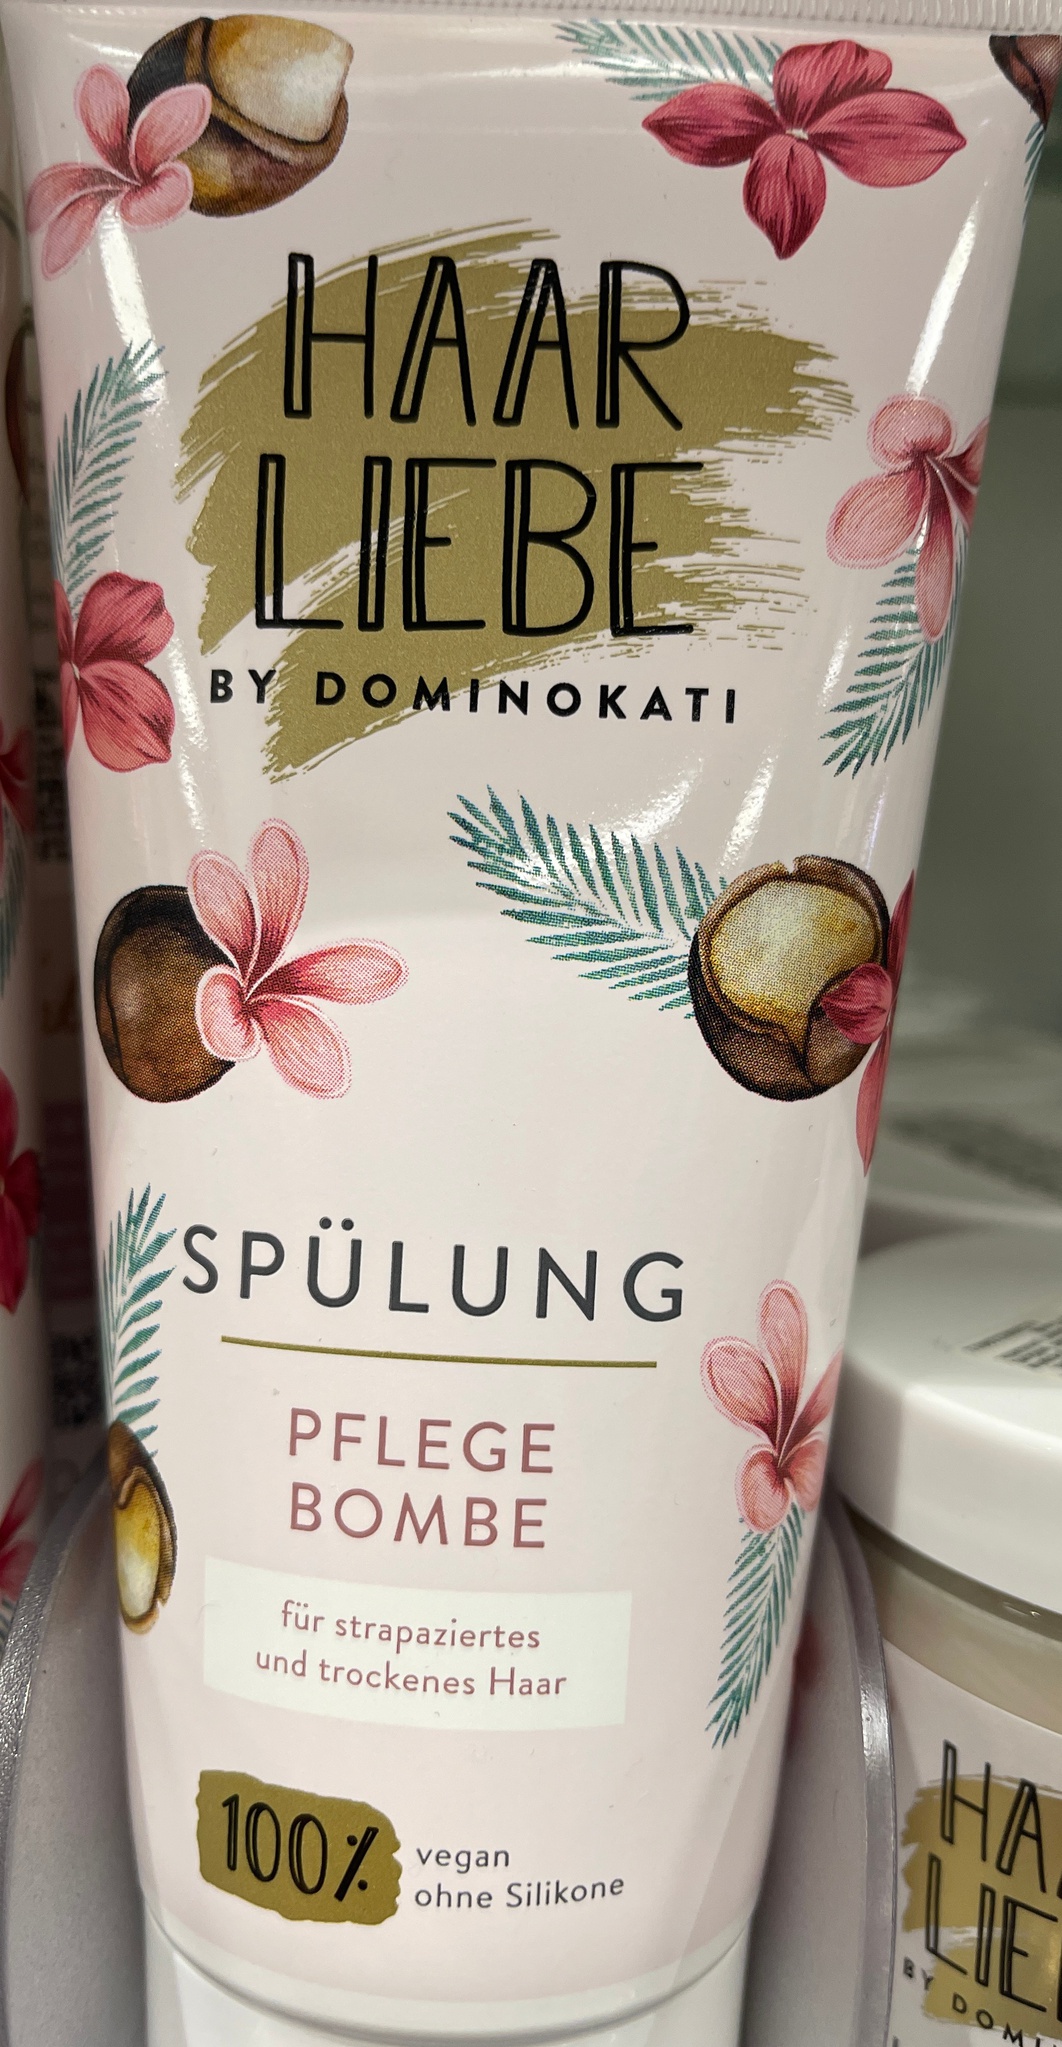 HAAR
LIEBE
BY DOMINOKATI
SPÜLUNG
PFLEGE
BOMBE
für strapaziertes
und trockenes Haar
100%
vegan
ohne Silikone